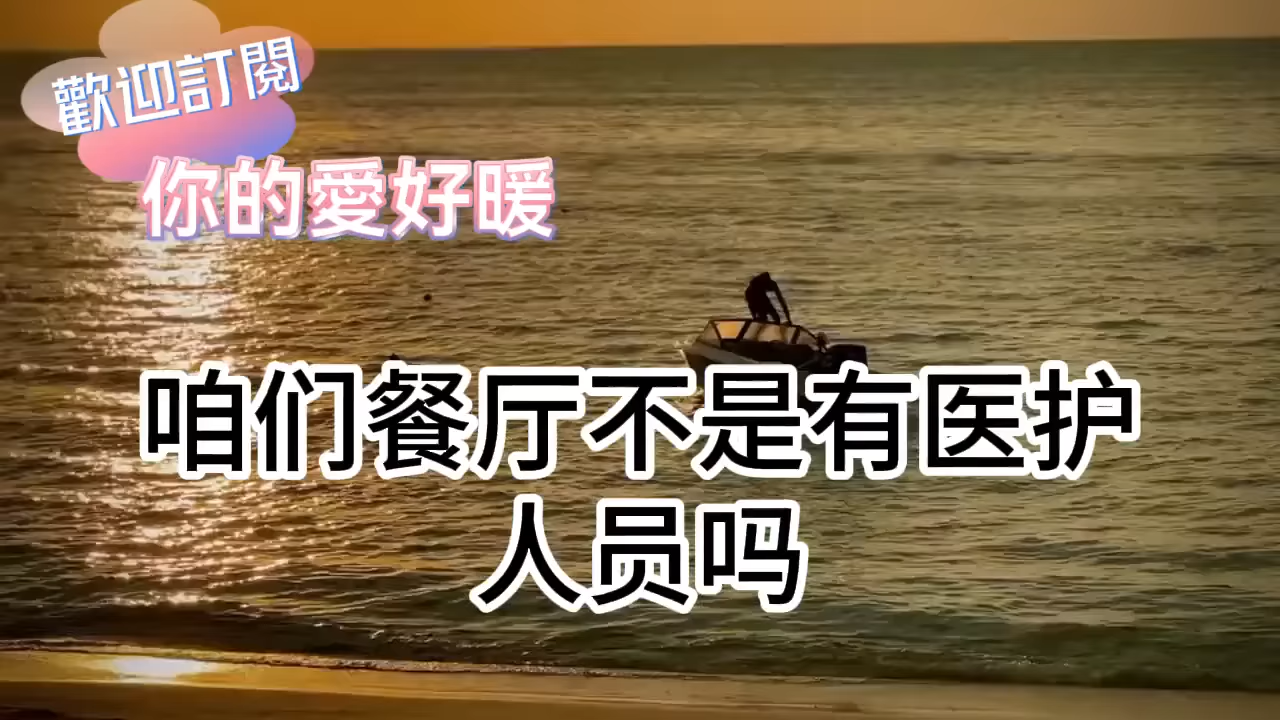 歡迎訂閱
你的愛好暖
咱们餐厅不是有医护
人员吗